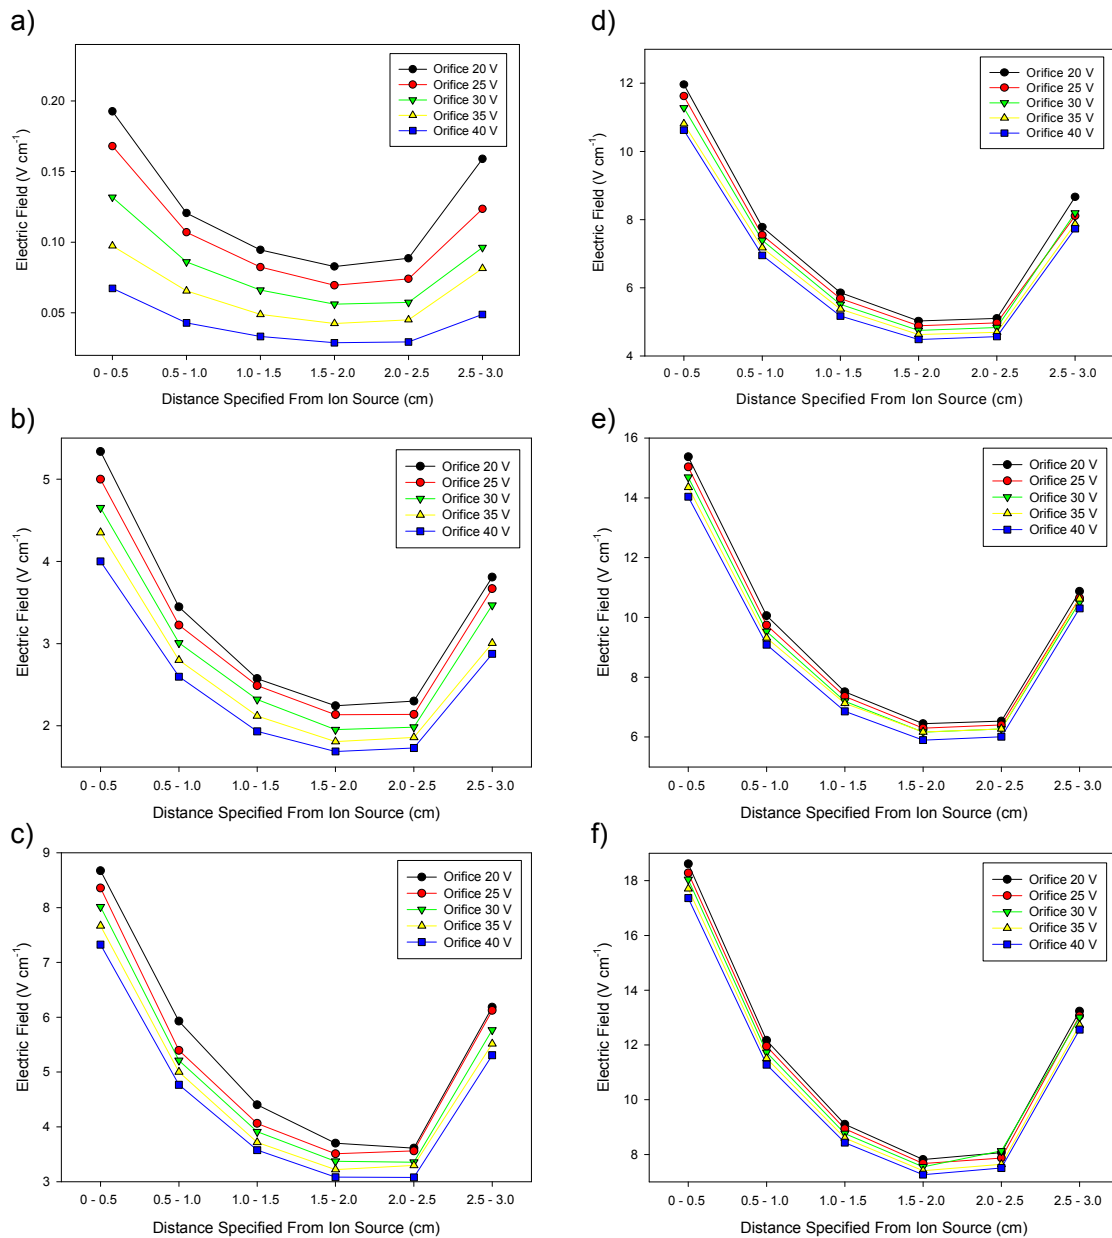 a)
Orifice 20 V
Orifice 25 V
Orifice 30 V
Orifice 35 V
Orifice 40 V
0.20
0.15
0.10
0.05
Electric Field (V cm⁻¹)
0 - 0.5
0.5 - 1.0
1.0 - 1.5
1.5 - 2.0
2.0 - 2.5
2.5 - 3.0
Distance Specified From Ion Source (cm)
d)
Orifice 20 V
Orifice 25 V
Orifice 30 V
Orifice 35 V
Orifice 40 V
12
10
8
6
4
Electric Field (V cm⁻¹)
0 - 0.5
0.5 - 1.0
1.0 - 1.5
1.5 - 2.0
2.0 - 2.5
2.5 - 3.0
Distance Specified From Ion Source (cm)
b)
Orifice 20 V
Orifice 25 V
Orifice 30 V
Orifice 35 V
Orifice 40 V
5
4
3
2
Electric Field (V cm⁻¹)
0 - 0.5
0.5 - 1.0
1.0 - 1.5
1.5 - 2.0
2.0 - 2.5
2.5 - 3.0
Distance Specified From Ion Source (cm)
e)
Orifice 20 V
Orifice 25 V
Orifice 30 V
Orifice 35 V
Orifice 40 V
16
14
12
10
8
6
Electric Field (V cm⁻¹)
0 - 0.5
0.5 - 1.0
1.0 - 1.5
1.5 - 2.0
2.0 - 2.5
2.5 - 3.0
Distance Specified From Ion Source (cm)
c)
Orifice 20 V
Orifice 25 V
Orifice 30 V
Orifice 35 V
Orifice 40 V
9
8
7
6
5
4
3
Electric Field (V cm⁻¹)
0 - 0.5
0.5 - 1.0
1.0 - 1.5
1.5 - 2.0
2.0 - 2.5
2.5 - 3.0
Distance Specified From Ion Source (cm)
f)
Orifice 20 V
Orifice 25 V
Orifice 30 V
Orifice 35 V
Orifice 40 V
18
16
14
12
10
8
Electric Field (V cm⁻¹)
0 - 0.5
0.5 - 1.0
1.0 - 1.5
1.5 - 2.0
2.0 - 2.5
2.5 - 3.0
Distance Specified From Ion Source (cm)